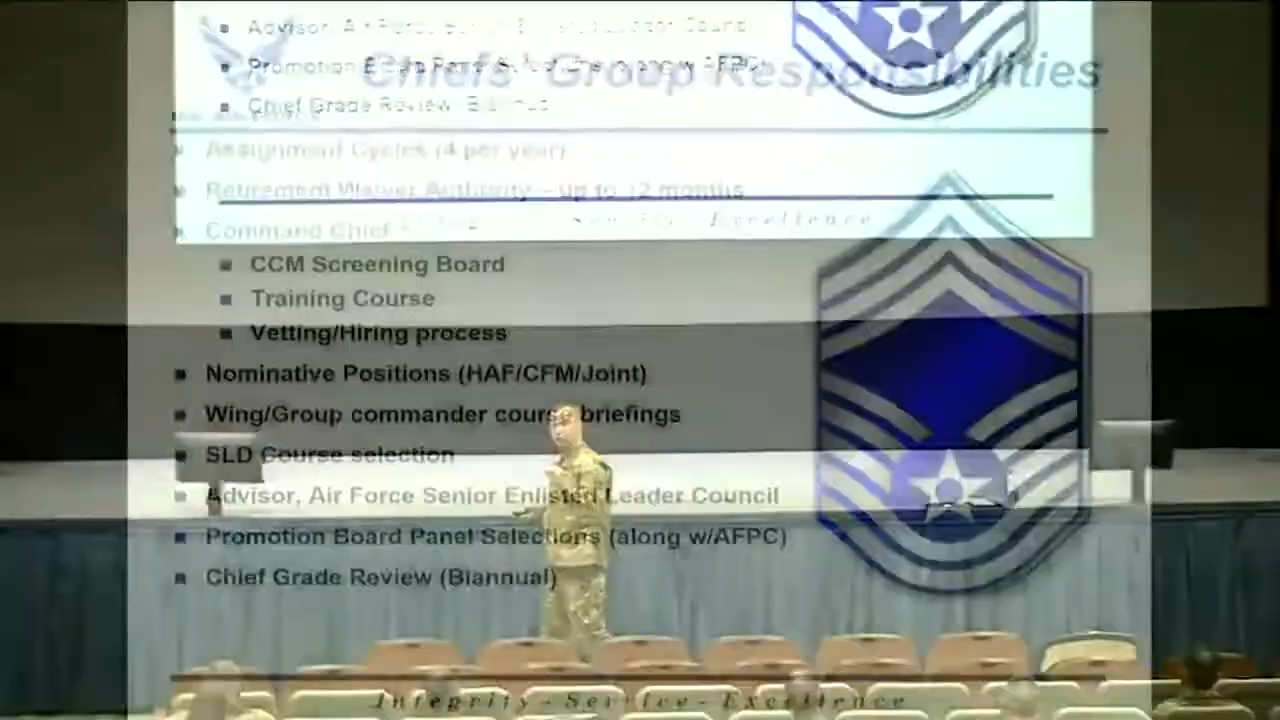 Chiefs' Group Responsibilities
Assignment Cycles (4 per year)
Retirement Waiver Authority - up to 12 months
Command Chief
CCM Screening Board
Training Course
Vetting/Hiring process
Nominative Positions (HAF/CFM/Joint)
Wing/Group commander course briefings
SLD Course selection
Advisor, Air Force Senior Enlisted Leader Council
Promotion Board Panel Selections (along w/AFPC)
Chief Grade Review (Biannual)
Integrity - Service - Excellence